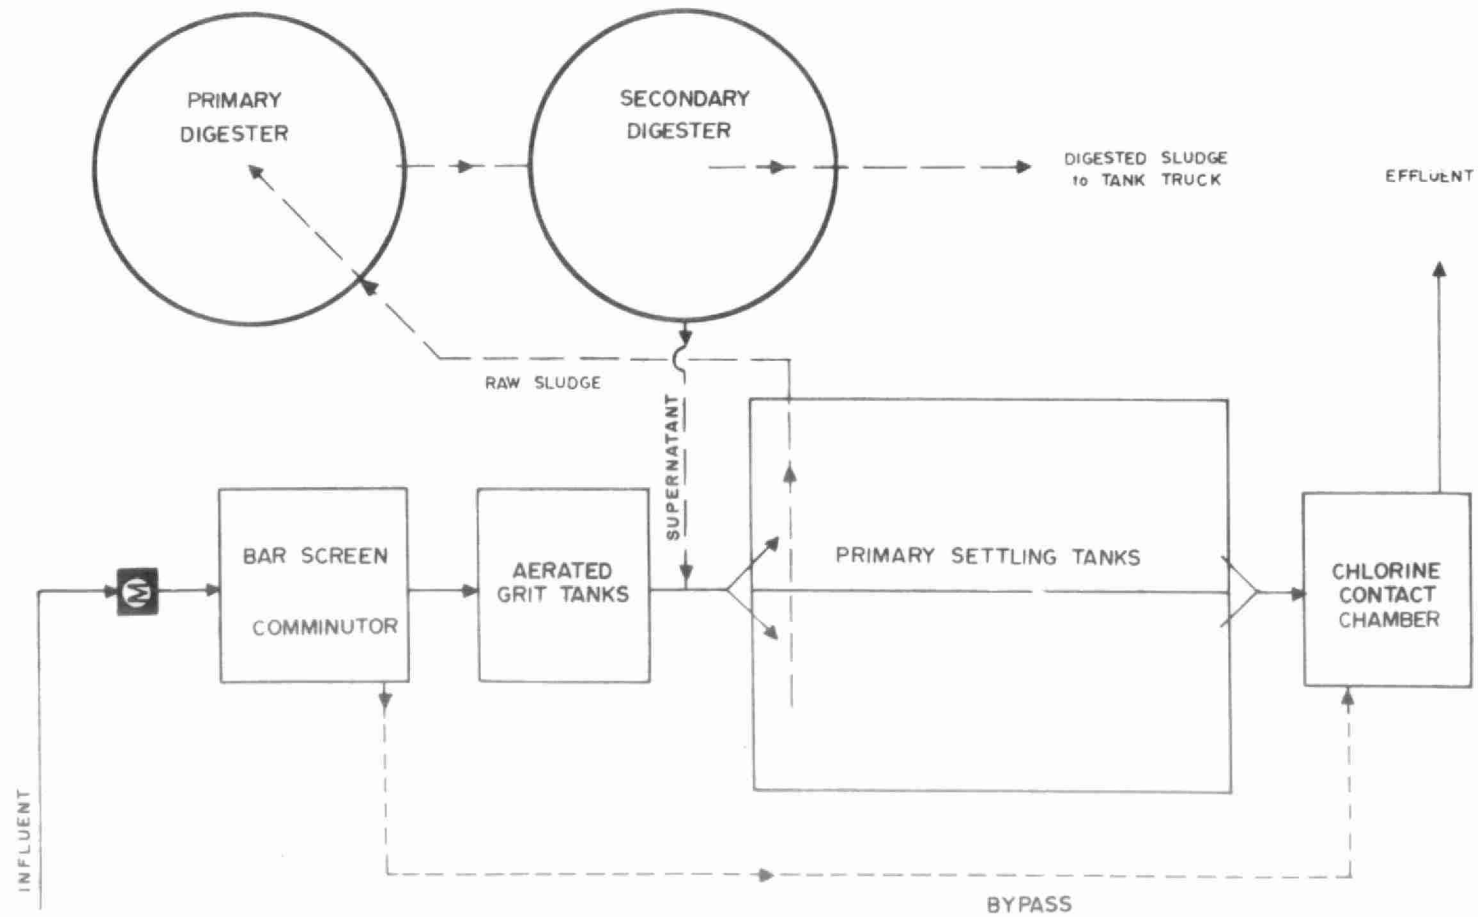 PRIMARY
DIGESTER
SECONDARY
DIGESTER
DIGESTED SLUDGE
to TANK TRUCK
EFFLUENT
RAW SLUDGE
SUPERNATANT
BAR SCREEN
COMMINUTOR
AERATED
GRIT TANKS
PRIMARY SETTLING TANKS
CHLORINE
CONTACT
CHAMBER
M
INFLUENT
BYPASS